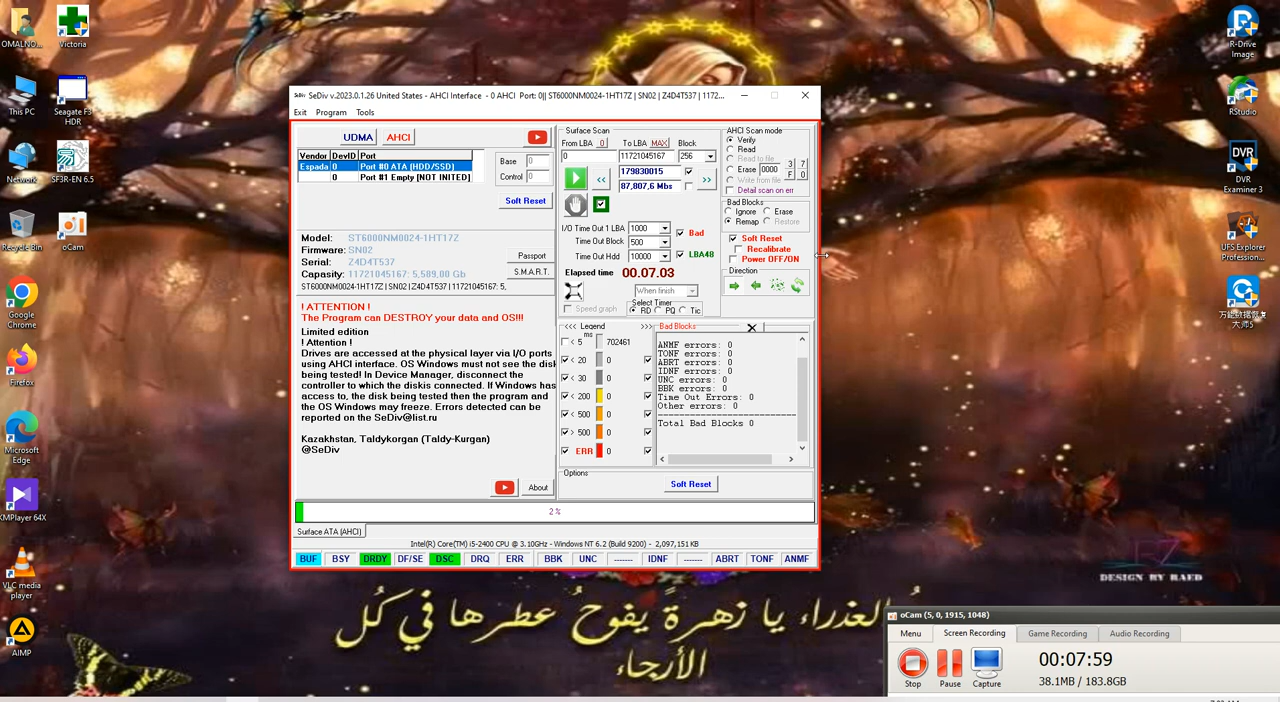 OMALNO...
Victoria
This PC
Seagate F3
HDR
Network
SF3R-EN 6.5
Recycle Bin
oCam
Google
Chrome
Firefox
Microsoft
Edge
KMPlayer 64X
VLC media
player
AIMP
SeDiv v.2023.0.1.26 United States - AHCI Interface - 0 AHCI Port: 0|| ST6000NM0024-1HT17Z | SN02 | Z4D4T537 | 1172...
Exit Program Tools
UDMA AHCI
Vendor DevID Port
Espada 0 Port #0 ATA (HDD/SSD)
0 Port #1 Empty [NOT INITED]
Base 0
Control 0
Soft Reset
Model: ST6000NM0024-1HT17Z
Firmware: SN02
Serial: Z4D4T537
Capacity: 11721045167: 5,589,00 Gb
Passport
S.M.A.R.T.
ST6000NM0024-1HT17Z | SN02 | Z4D4T537 | 11721045167: 5,
! ATTENTION !
The Program can DESTROY your data and OS!!!
Limited edition
! Attention !
Drives are accessed at the physical layer via I/O ports
using AHCI interface. OS Windows must not see the disk
being tested! In Device Manager, disconnect the
controller to which the diskis connected. If Windows has
access to, the disk being tested then the program and
the OS Windows may freeze. Errors detected can be
reported on the SeDiv@list.ru
Kazakhstan, Taldykorgan (Taldy-Kurgan)
@SeDiv
About
Surface Scan
From LBA 0 To LBA MAX Block
0 11721045167 256
179830015
<< >>
87,807,6 Mbs
I/O Time Out 1 LBA 1000
Time Out Block 500 Bad
Time Out Hdd 10000 LBA48
Elapsed time 00.07.03
When finish
Speed graph
Select Timer
RD PQ Tic
AHCI Scan mode
Verify
Read
Read to file
Erase 0000
3 7
F 0
Write from file
Detail scan on err
Bad Blocks
Ignore Erase
Remap Restore
Soft Reset
Recalibrate
Power OFF/ON
Direction
<<< Legend >>>
ms
< 5 702461
< 20 0
< 30 0
< 200 0
< 500 0
> 500 0
ERR 0
Bad Blocks
ANMF errors: 0
TONF errors: 0
ABRT errors: 0
IDNF errors: 0
UNC errors: 0
BBK errors: 0
Time Out Errors: 0
Other errors: 0
Total Bad Blocks 0
Options
Soft Reset
2 %
Surface ATA (AHCI)
Intel(R) Core(TM) i5-2400 CPU @ 3.10GHz - Windows NT 6.2 (Build 9200) - 2,097,151 KB
BUF BSY DRDY DF/SE DSC DRQ ERR BBK UNC ------ IDNF ------ ABRT TONF ANMF
R-Drive
Image
RStudio
DVR
Examiner 3
UFS Explorer
Profession...
万能数据恢复
大师5
DESIGN BY RAED
العذراء يا زهرةً يفوحُ عطرها في كُل
الأرجاء
oCam (5, 0, 1915, 1048)
Menu Screen Recording Game Recording Audio Recording
Stop Pause Capture
00:07:59
38.1MB / 183.8GB